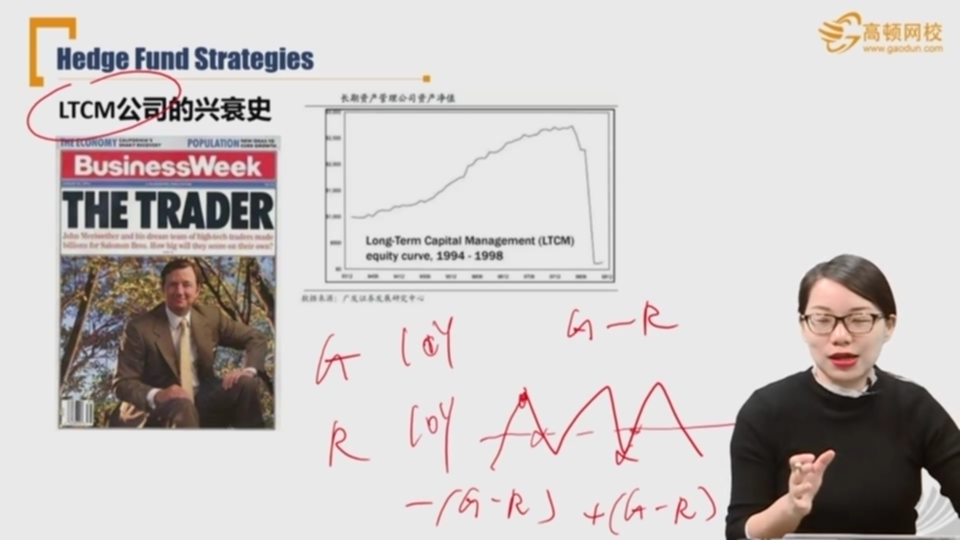 Hedge Fund Strategies
高顿网校
www.gaodun.com
LTCM公司的兴衰史
长期资产管理公司资产净值
THE ECONOMY
POPULATION
BusinessWeek
THE TRADER
John Meriwether and his dream team of high-tech traders made
billions for Salomon Bros. How big will they score on their own?
Long-Term Capital Management (LTCM)
equity curve, 1994 - 1998
数据来源：广发证券发展研究中心
G 10Y
G-R
R 10Y
-(G-R) +(G-R)